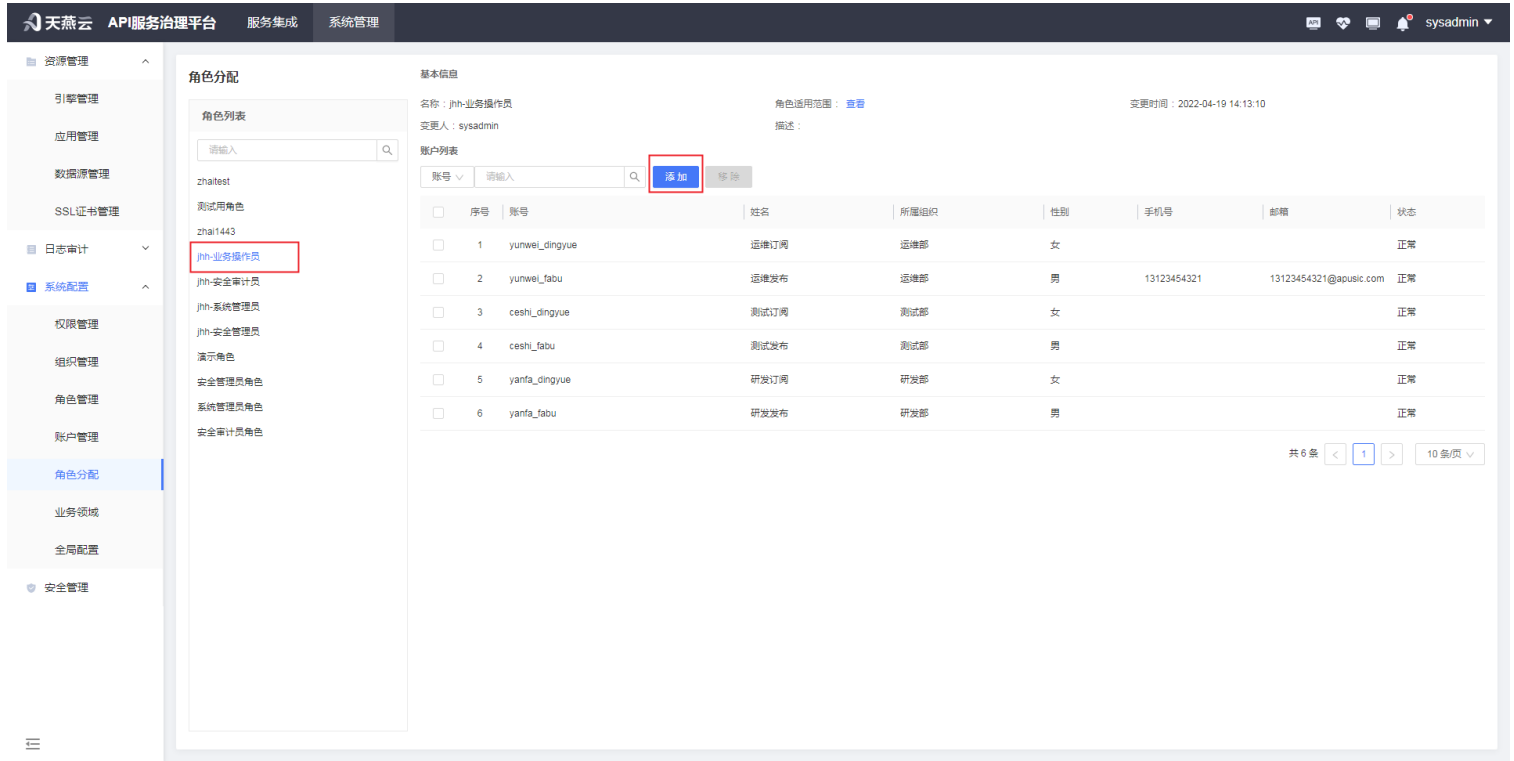 天燕云 API服务治理平台 服务集成 系统管理 API sysadmin
资源管理
引擎管理
应用管理
数据源管理
SSL证书管理
日志审计
系统配置
权限管理
组织管理
角色管理
账户管理
角色分配
业务领域
全局配置
安全管理
角色分配
角色列表
请输入
zhaitest
测试用角色
zhai1443
jhh-业务操作员
jhh-安全审计员
jhh-系统管理员
jhh-安全管理员
演示角色
安全管理员角色
系统管理员角色
安全审计员角色
基本信息
名称：jhh-业务操作员 角色适用范围： 查看 变更时间：2022-04-19 14:13:10
变更人：sysadmin 描述：
账户列表
账号 请输入 添加 移除
序号 账号 姓名 所属组织 性别 手机号 邮箱 状态
1 yunwei_dingyue 运维订阅 运维部 女 正常
2 yunwei_fabu 运维发布 运维部 男 13123454321 13123454321@apusic.com 正常
3 ceshi_dingyue 测试订阅 测试部 女 正常
4 ceshi_fabu 测试发布 测试部 男 正常
5 yanfa_dingyue 研发订阅 研发部 女 正常
6 yanfa_fabu 研发发布 研发部 男 正常
共 6 条 < 1 > 10 条/页